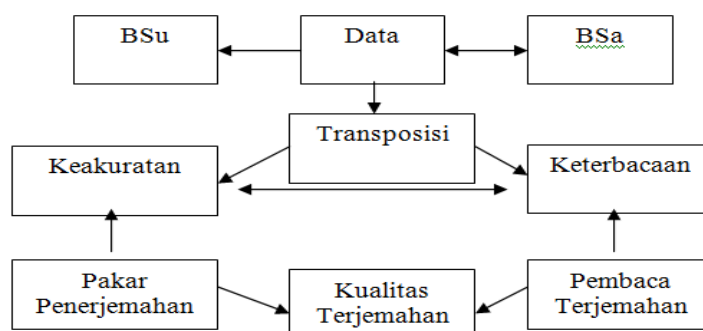 BSu
Data
BSa
Transposisi
Keakuratan
Keterbacaan
Pakar
Penerjemahan
Kualitas
Terjemahan
Pembaca
Terjemahan